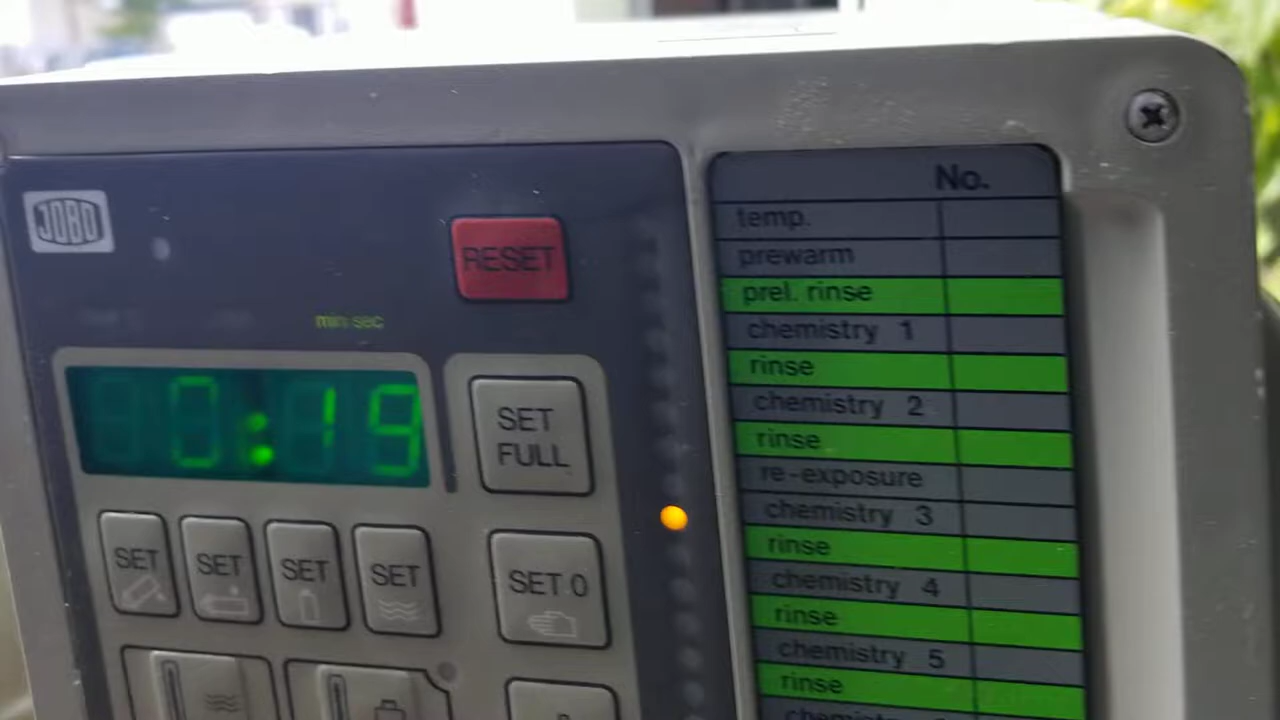 JOBO
RESET
min sec
0:19
SET FULL
SET
SET
SET
SET
SET 0
No.
temp.
prewarm
prel. rinse
chemistry 1
rinse
chemistry 2
rinse
re-exposure
chemistry 3
rinse
chemistry 4
rinse
chemistry 5
rinse